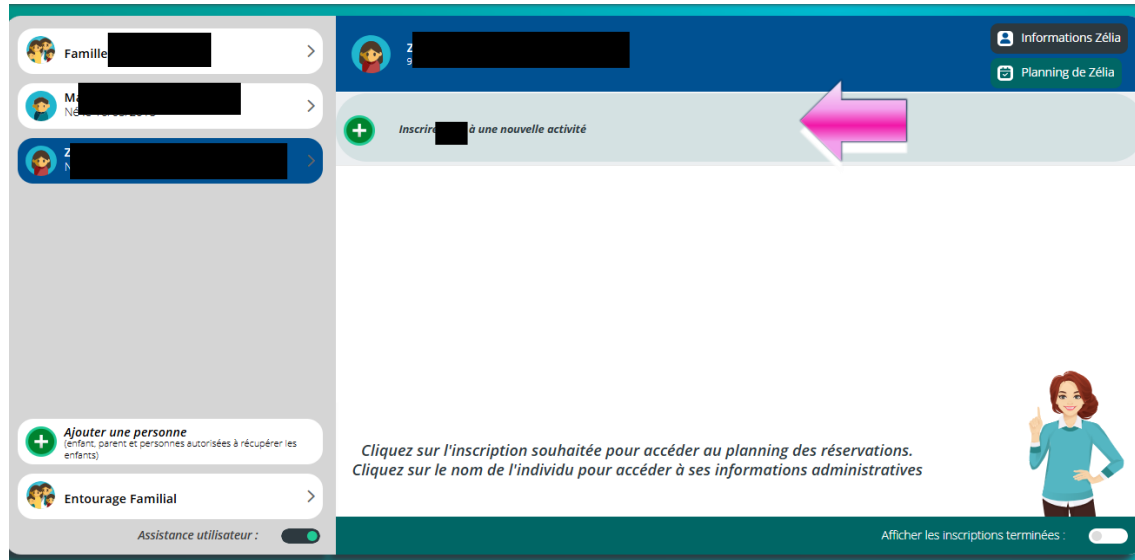 Famille
Né
Ajouter une personne
(enfant, parent et personnes autorisées à récupérer les
enfants)
Entourage Familial
Assistance utilisateur :
Z
9
Informations Zélia
Planning de Zélia
Inscrire à une nouvelle activité
Cliquez sur l'inscription souhaitée pour accéder au planning des réservations.
Cliquez sur le nom de l'individu pour accéder à ses informations administratives
Afficher les inscriptions terminées :